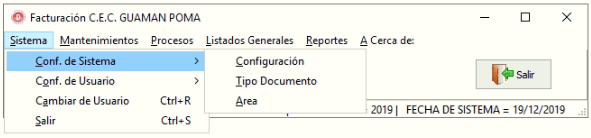 Facturación C.E.C. GUAMAN POMA
Sistema Mantenimientos Procesos Listados Generales Reportes A Cerca de:
Conf. de Sistema >
Conf. de Usuario >
Cambiar de Usuario Ctrl+R
Salir Ctrl+S
Configuración
Tipo Documento
Area
Salir
2019 | FECHA DE SISTEMA = 19/12/2019